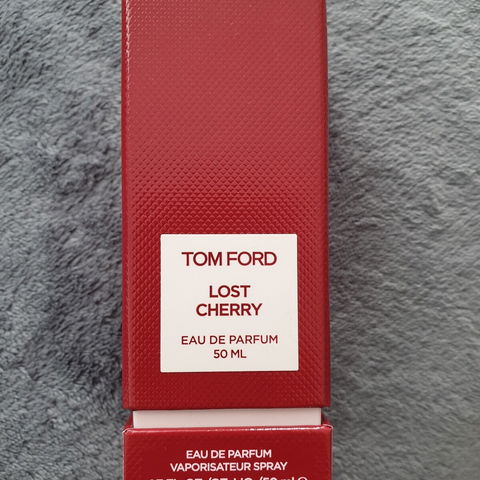 TOM FORD
LOST
CHERRY
EAU DE PARFUM
50 ML
EAU DE PARFUM
VAPORISATEUR SPRAY